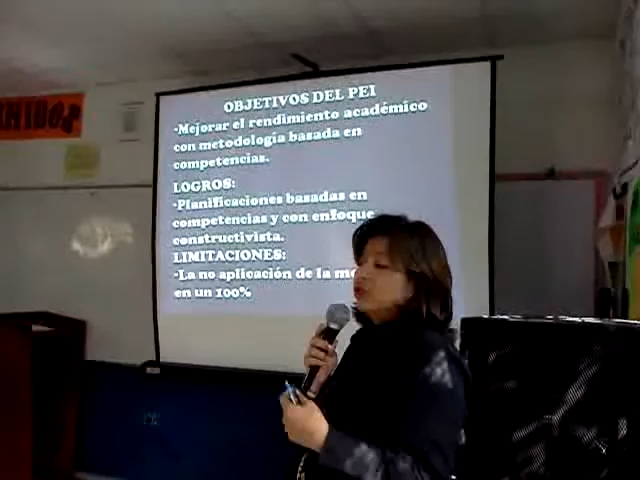 OBJETIVOS DEL PEI
•Mejorar el rendimiento académico
con metodología basada en
competencias.
LOGROS:
•Planificaciones basadas en
competencias y con enfoque
constructivista.
LIMITACIONES:
•La no aplicación de la
en un 100%